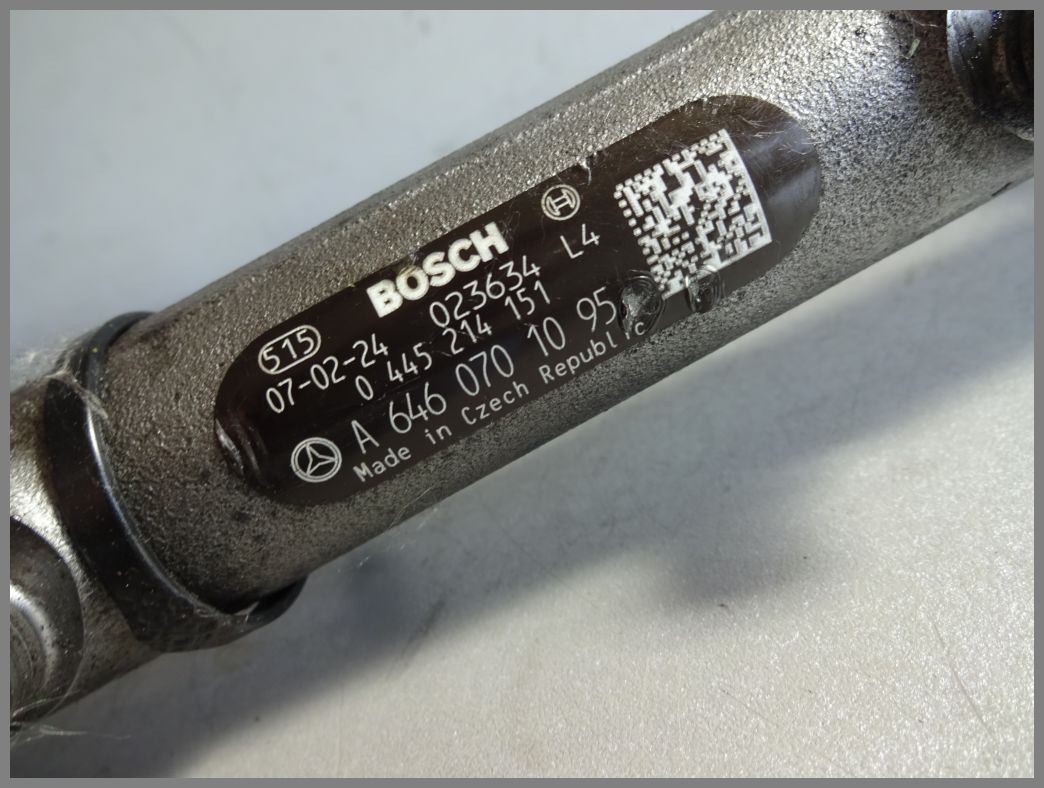 BOSCH
515
023634 L4
07-02-24
0 445 214 151
A 646 070 10 95
Made in Czech Republic